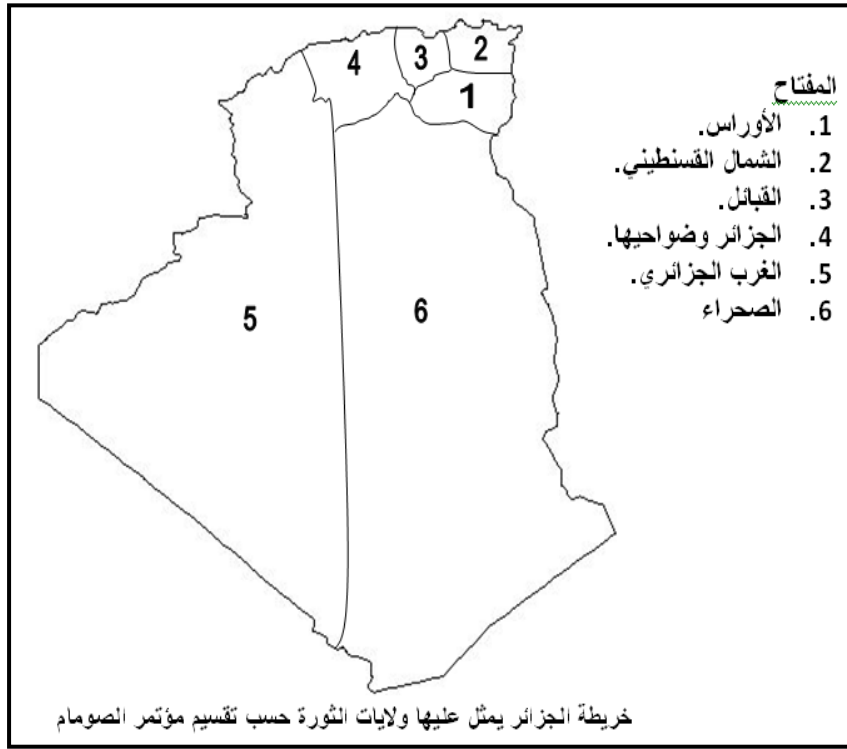 2
3
4
1
المفتاح
1. الأوراس.
2. الشمال القسنطيني.
3. القبائل.
4. الجزائر وضواحيها.
5. الغرب الجزائري.
6. الصحراء
5
6
خريطة الجزائر يمثل عليها ولايات الثورة حسب تقسيم مؤتمر الصومام